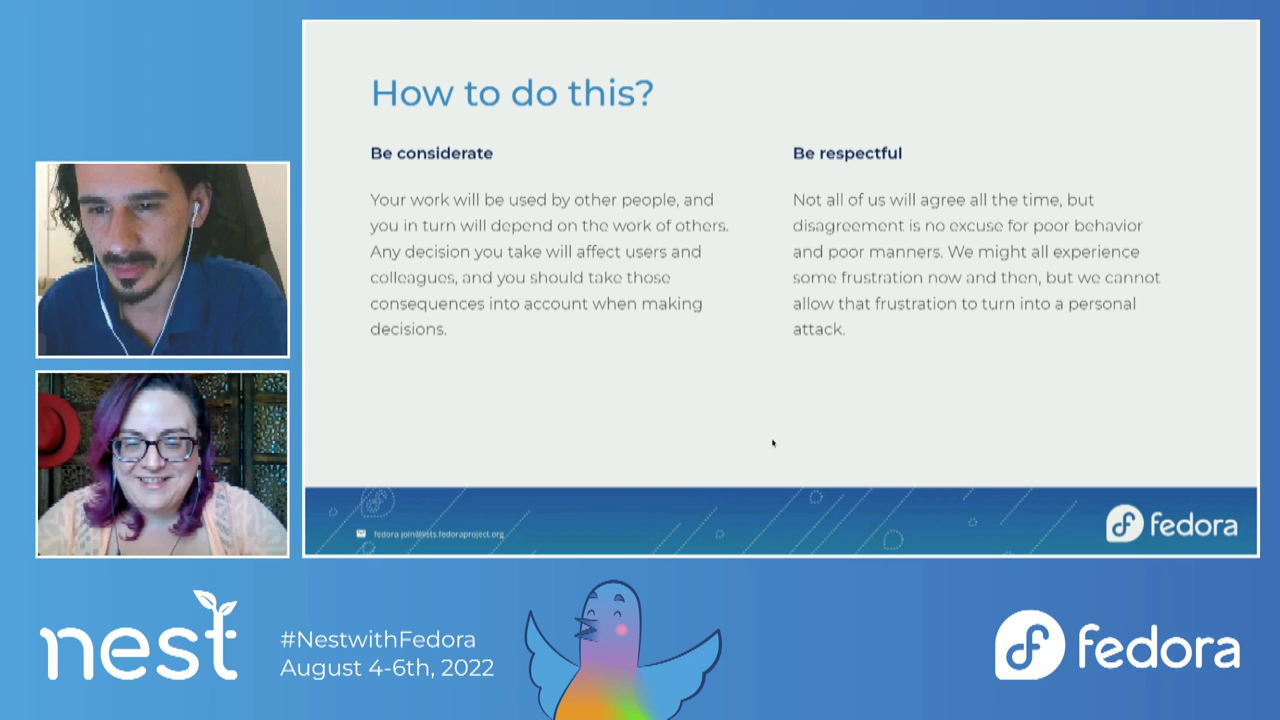 How to do this?
Be considerate
Your work will be used by other people, and
you in turn will depend on the work of others.
Any decision you take will affect users and
colleagues, and you should take those
consequences into account when making
decisions.
Be respectful
Not all of us will agree all the time, but
disagreement is no excuse for poor behavior
and poor manners. We might all experience
some frustration now and then, but we cannot
allow that frustration to turn into a personal
attack.
fedora-join@lists.fedoraproject.org
fedora
nest
#NestwithFedora
August 4-6th, 2022
fedora